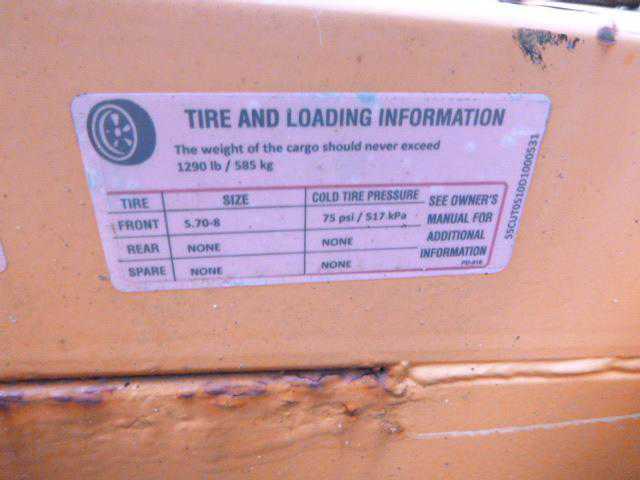 TIRE AND LOADING INFORMATION
The weight of the cargo should never exceed
1290 lb / 585 kg
TIRE SIZE COLD TIRE PRESSURE
FRONT 5.70-8 75 psi / 517 kPa
REAR NONE NONE
SPARE NONE NONE
SEE OWNER'S
MANUAL FOR
ADDITIONAL
INFORMATION
55CUT0510D1000531